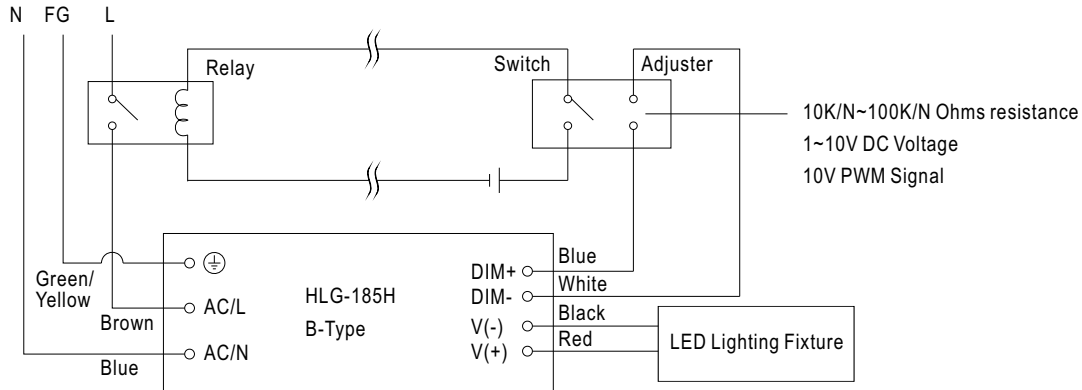 N FG L
Relay
Switch
Adjuster
10K/N~100K/N Ohms resistance
1~10V DC Voltage
10V PWM Signal
Green/
Yellow
Brown
Blue
AC/L
AC/N
HLG-185H
B-Type
DIM+
DIM-
V(-)
V(+)
Blue
White
Black
Red
LED Lighting Fixture